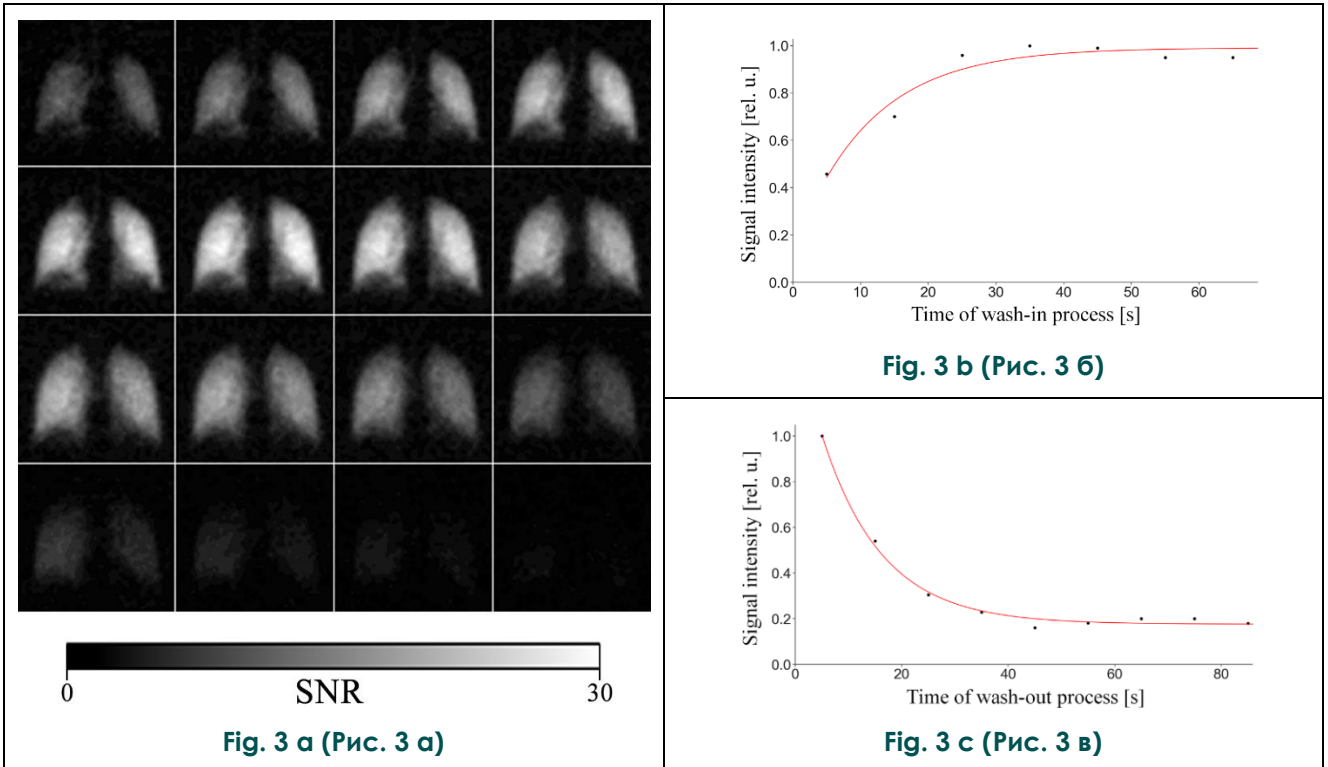 0 30
SNR
Fig. 3 a (Рис. 3 а)
Signal intensity [rel. u.]
1.0
0.8
0.6
0.4
0.2
0.0
0 10 20 30 40 50 60
Time of wash-in process [s]
Fig. 3 b (Рис. 3 б)
Signal intensity [rel. u.]
1.0
0.8
0.6
0.4
0.2
0.0
0 20 40 60 80
Time of wash-out process [s]
Fig. 3 c (Рис. 3 в)